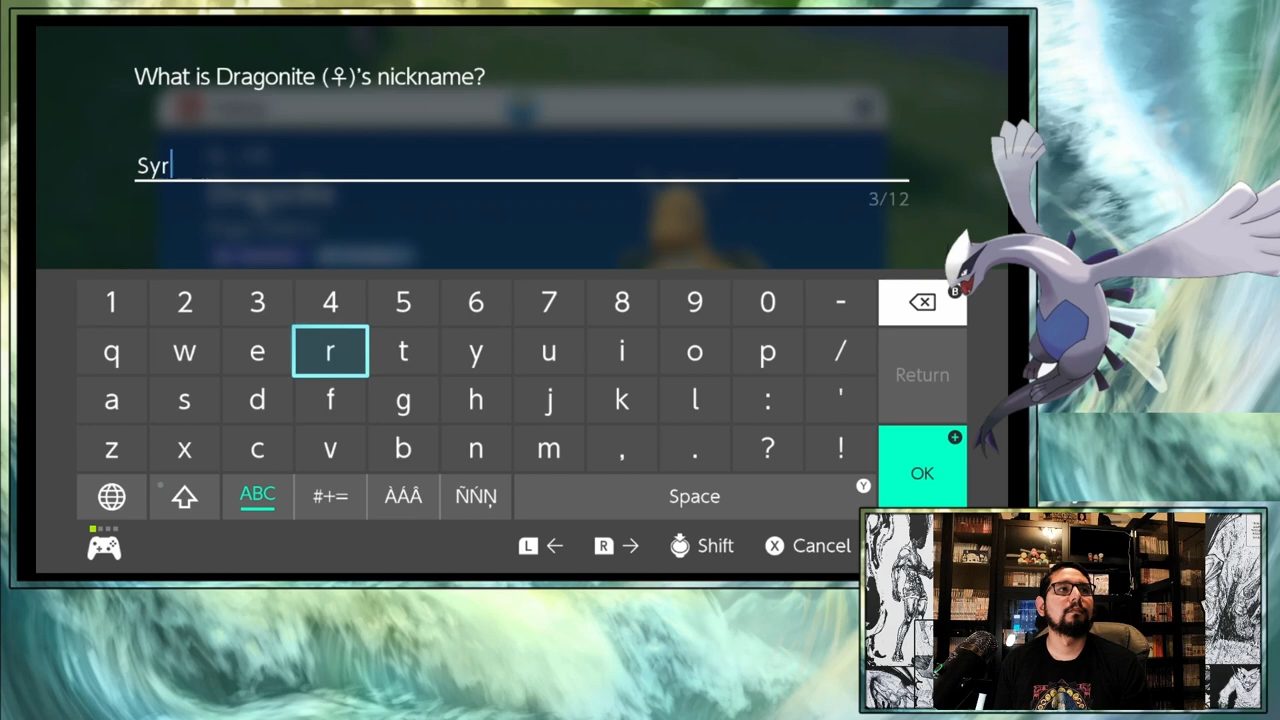 What is Dragonite (♀)'s nickname?
Syr
3/12
Dragonite
1 2 3 4 5 6 7 8 9 0 -
B
q w e r t y u i o p /
Return
a s d f g h j k l : '
z x c v b n m , . ? !
+
OK
ABC #+= ÀÁÂ ÑŃŅ Space
Y
L ← R → Shift X Cancel